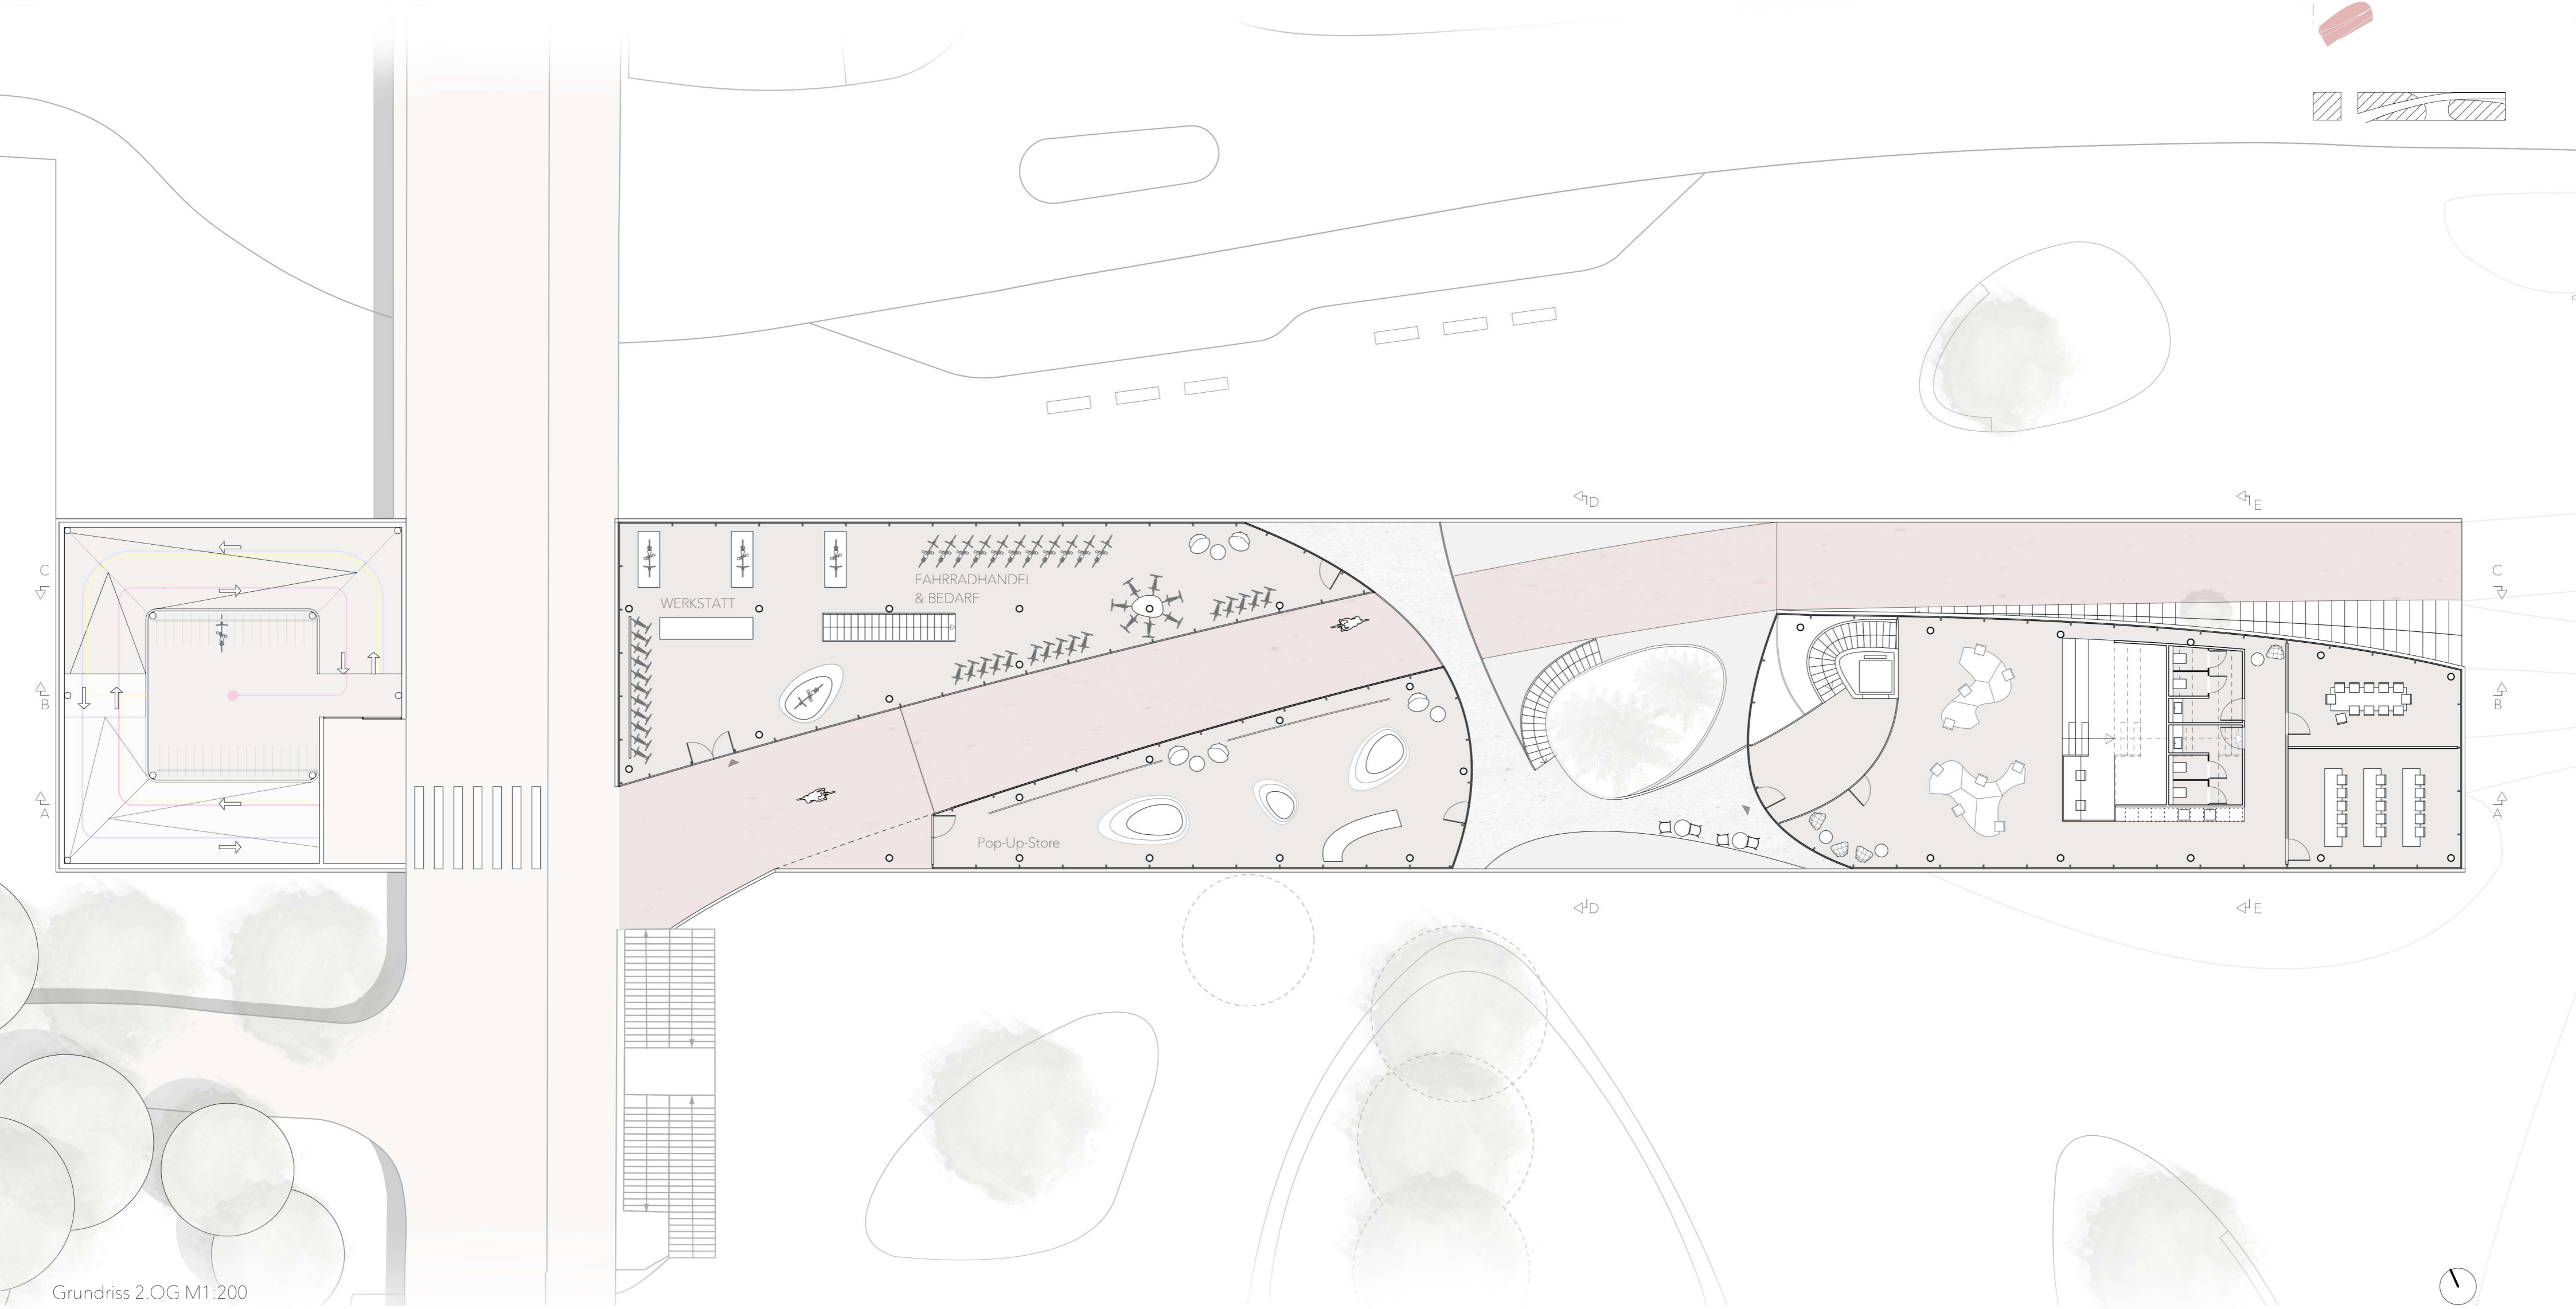 D
E
FAHRRADHANDEL
& BEDARF
WERKSTATT
C
C
B
B
A
A
Pop-Up-Store
D
E
Grundriss 2.OG M1:200